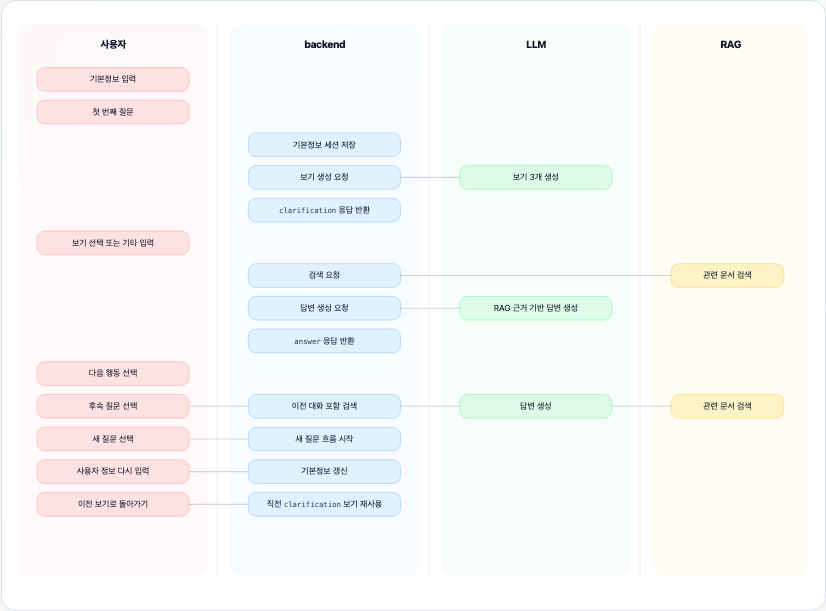 사용자
backend
LLM
RAG
기본정보 입력
첫 번째 질문
기본정보 세션 저장
보기 생성 요청
보기 3개 생성
clarification 응답 반환
보기 선택 또는 기타 입력
검색 요청
관련 문서 검색
답변 생성 요청
RAG 근거 기반 답변 생성
answer 응답 반환
다음 행동 선택
후속 질문 선택
이전 대화 포함 검색
답변 생성
관련 문서 검색
새 질문 선택
새 질문 흐름 시작
사용자 정보 다시 입력
기본정보 갱신
이전 보기로 돌아가기
직전 clarification 보기 재사용